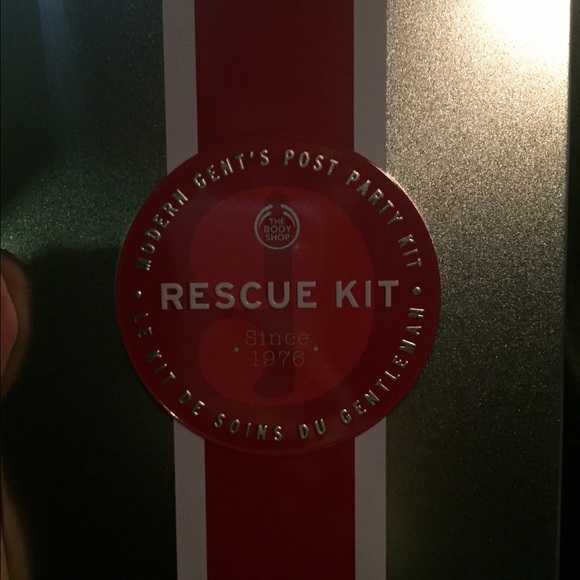 MODERN GENT'S POST PARTY KIT
THE
BODY
SHOP®
RESCUE KIT
Since
• 1976 •
• LE KIT DE SOINS DU GENTLEMAN •